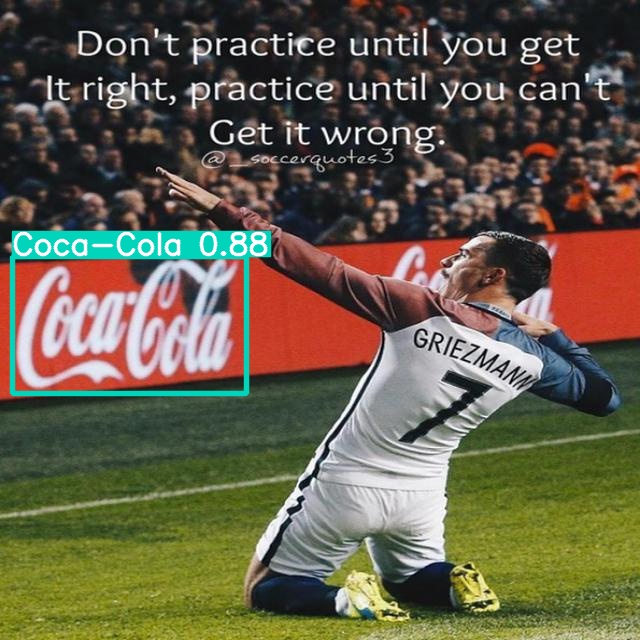 Don't practice until you get
It right, practice until you can't
Get it wrong.
@_soccerquotes3
Coca-Cola 0.88
Coca-Cola
GRIEZMANN
7